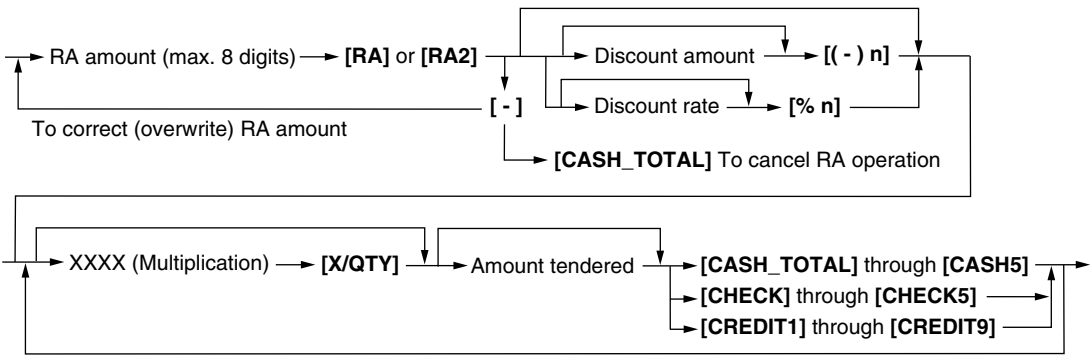 RA amount (max. 8 digits) [RA] or [RA2] Discount amount [( - ) n]
[ - ] Discount rate [% n]
To correct (overwrite) RA amount
[CASH_TOTAL] To cancel RA operation
XXXX (Multiplication) [X/QTY] Amount tendered [CASH_TOTAL] through [CASH5]
[CHECK] through [CHECK5]
[CREDIT1] through [CREDIT9]